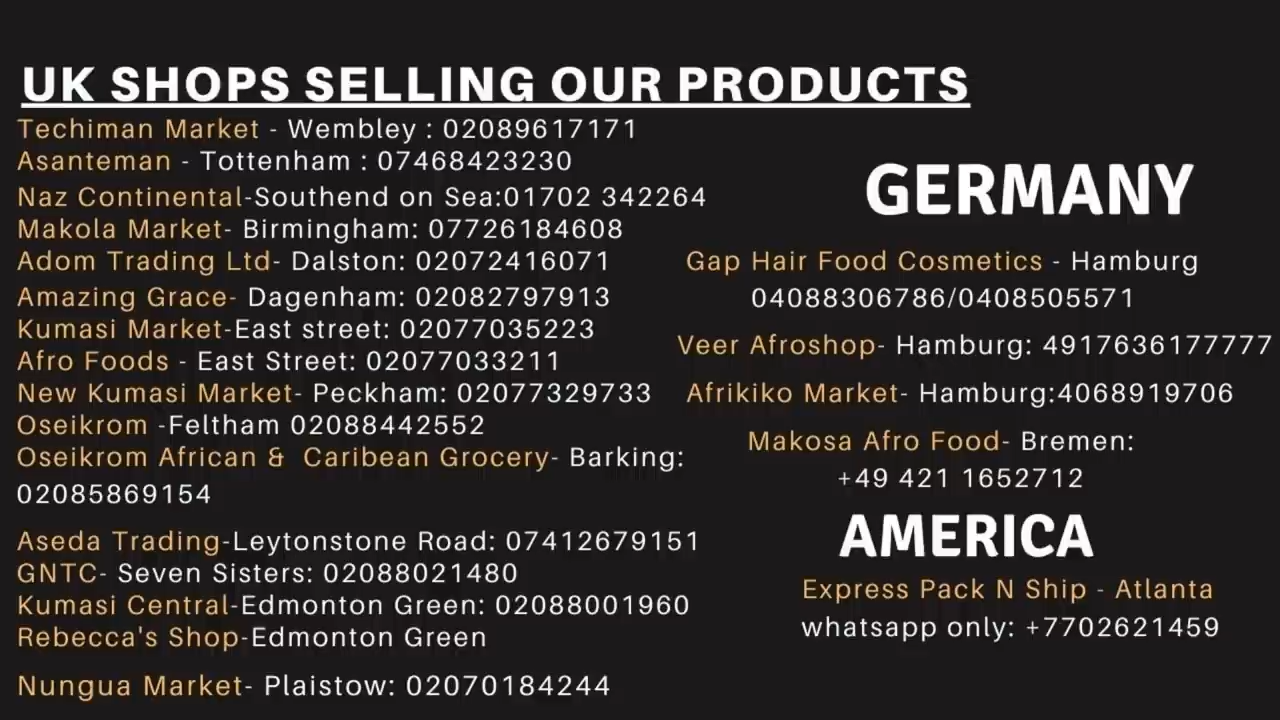 UK SHOPS SELLING OUR PRODUCTS
Techiman Market - Wembley : 02089617171
Asanteman - Tottenham : 07468423230
Naz Continental-Southend on Sea:01702 342264
Makola Market- Birmingham: 07726184608
Adom Trading Ltd- Dalston: 02072416071
Amazing Grace- Dagenham: 02082797913
Kumasi Market-East street: 02077035223
Afro Foods - East Street: 02077033211
New Kumasi Market- Peckham: 02077329733
Oseikrom -Feltham 02088442552
Oseikrom African & Caribean Grocery- Barking:
02085869154
Aseda Trading-Leytonstone Road: 07412679151
GNTC- Seven Sisters: 02088021480
Kumasi Central-Edmonton Green: 02088001960
Rebecca's Shop-Edmonton Green
Nungua Market- Plaistow: 02070184244
GERMANY
Gap Hair Food Cosmetics - Hamburg
04088306786/0408505571
Veer Afroshop- Hamburg: 4917636177777
Afrikiko Market- Hamburg:4068919706
Makosa Afro Food- Bremen:
+49 421 1652712
AMERICA
Express Pack N Ship - Atlanta
whatsapp only: +7702621459